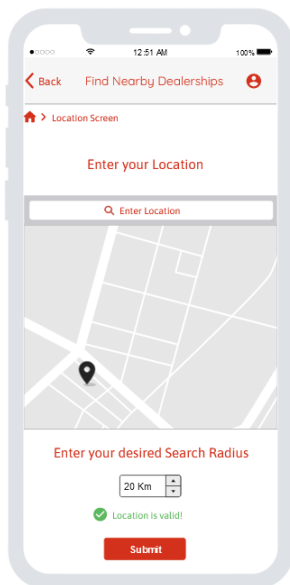 12:51 AM 100%
Back Find Nearby Dealerships
> Location Screen
Enter your Location
Enter Location
Enter your desired Search Radius
20 Km
Location is valid!
Submit